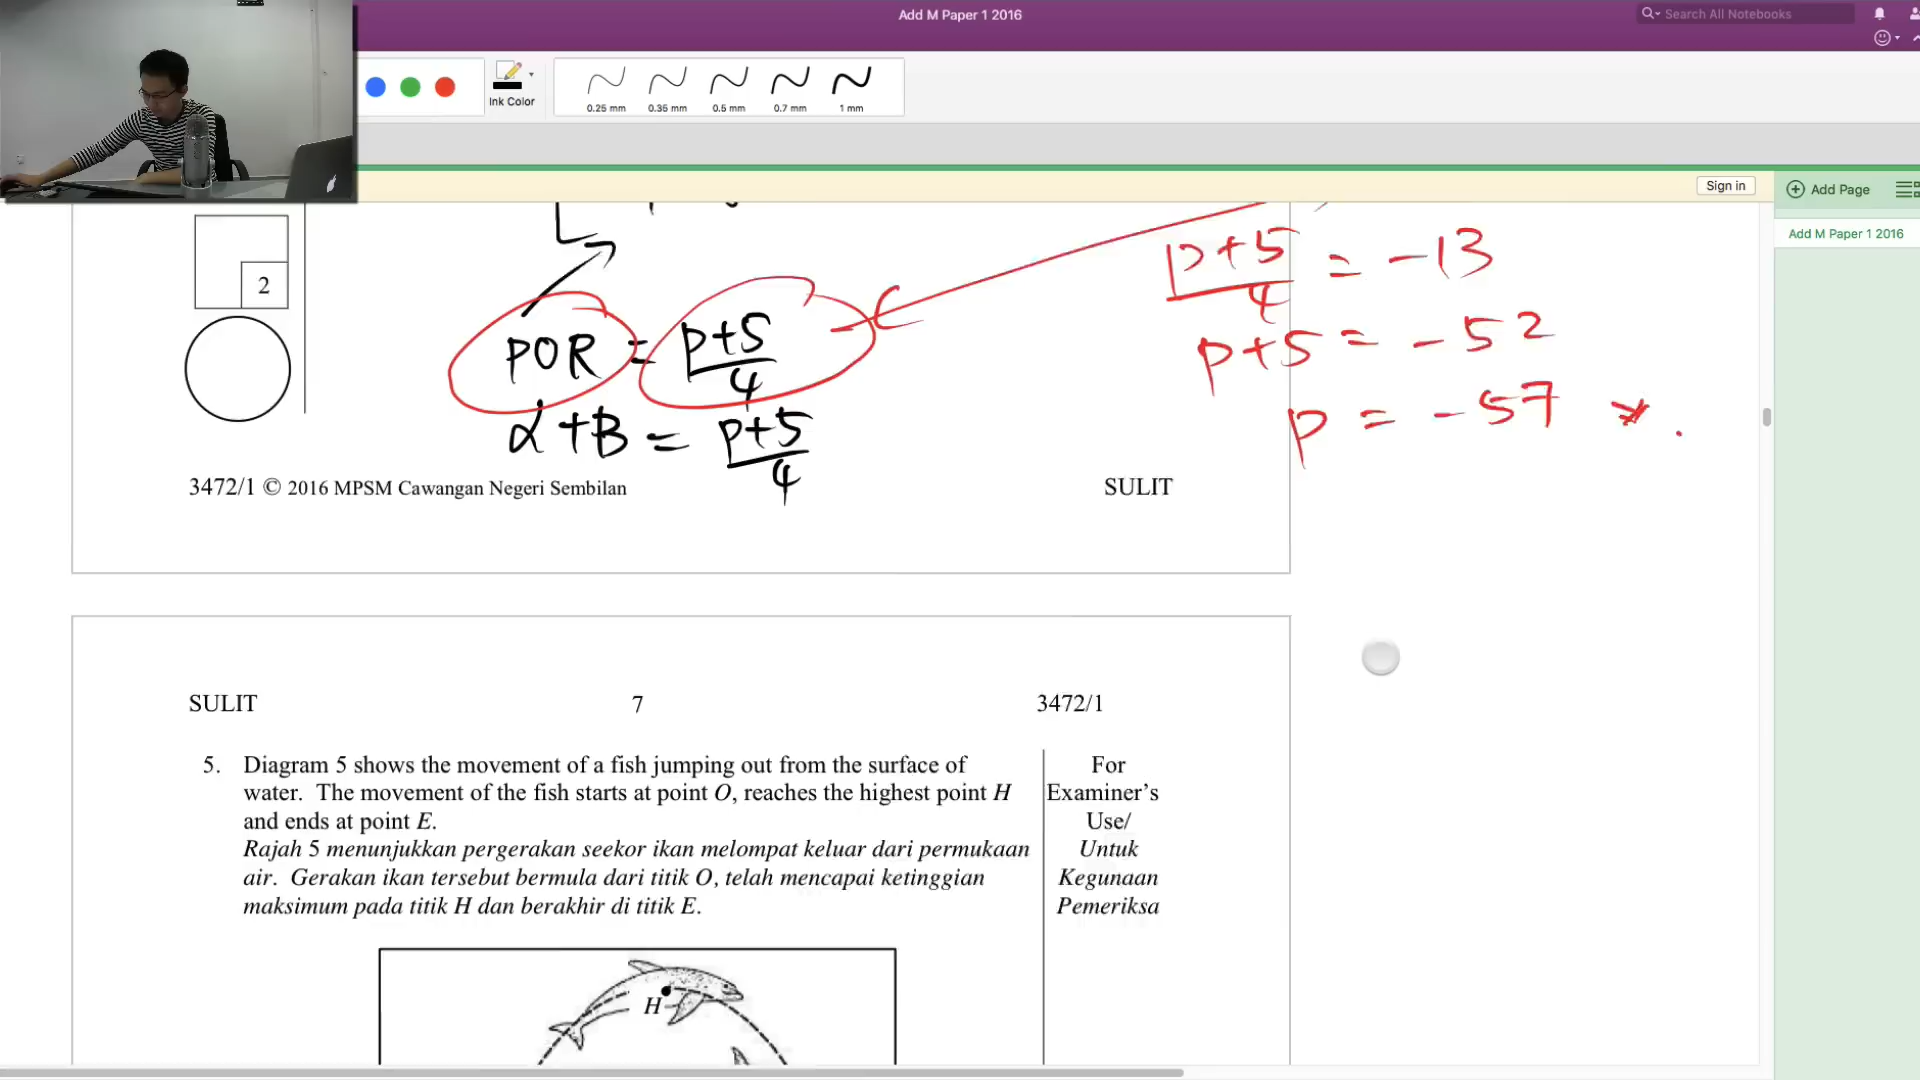 Add M Paper 1 2016
Search All Notebooks
Ink Color
0.25 mm
0.35 mm
0.5 mm
0.7 mm
1 mm
Sign in
Add Page
Add M Paper 1 2016
2
POR = p+5/4
α+B = p+5/4
p+5/4 = -13
p+5 = -52
p = -57
3472/1 © 2016 MPSM Cawangan Negeri Sembilan
SULIT
SULIT
7
3472/1
5. Diagram 5 shows the movement of a fish jumping out from the surface of
water. The movement of the fish starts at point O, reaches the highest point H
and ends at point E.
Rajah 5 menunjukkan pergerakan seekor ikan melompat keluar dari permukaan
air. Gerakan ikan tersebut bermula dari titik O, telah mencapai ketinggian
maksimum pada titik H dan berakhir di titik E.
For
Examiner's
Use/
Untuk
Kegunaan
Pemeriksa
H